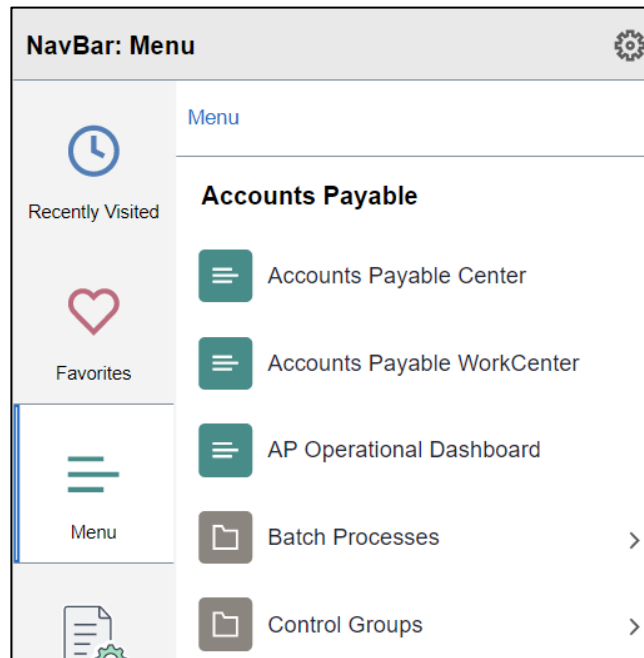 NavBar: Menu
Menu
Recently Visited
Accounts Payable
Accounts Payable Center
Favorites
Accounts Payable WorkCenter
Menu
AP Operational Dashboard
Batch Processes
Control Groups